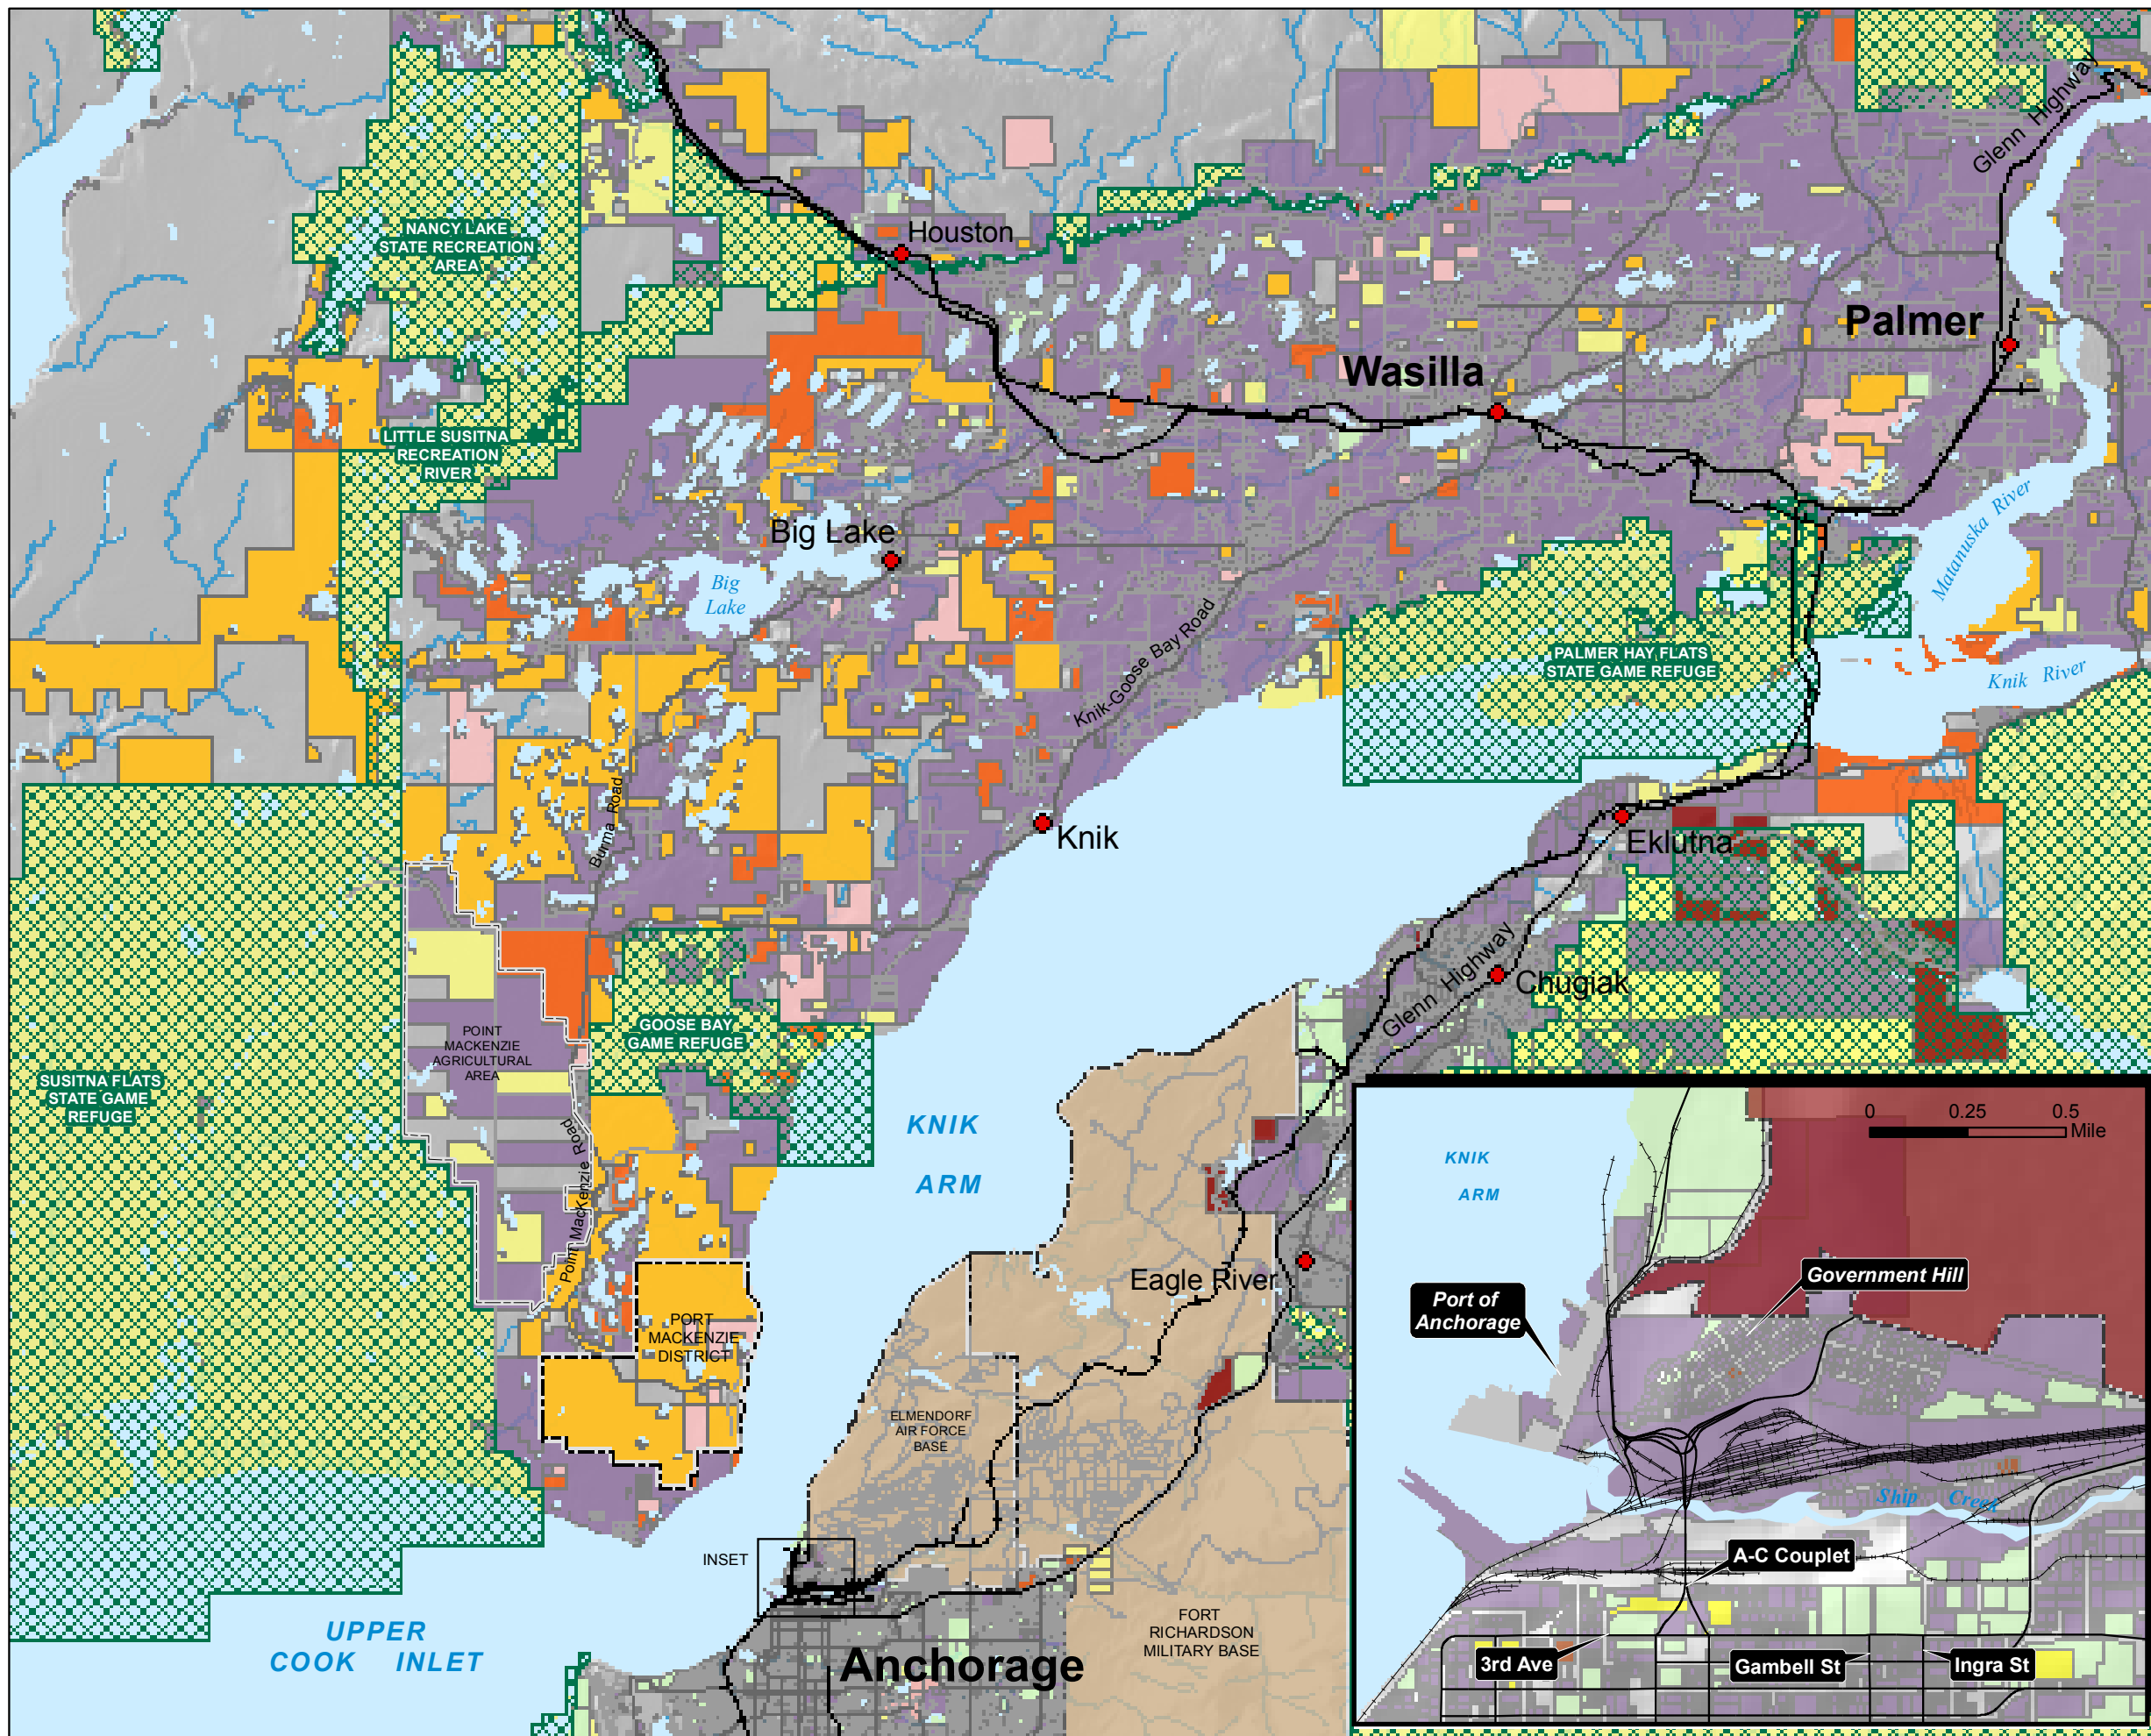 Glenn Highway
NANCY LAKE
STATE RECREATION
AREA
Houston
Palmer
Wasilla
LITTLE SUSITNA
RECREATION
RIVER
Big Lake
Big
Lake
Matanuska River
Knik-Goose Bay Road
PALMER HAY FLATS
STATE GAME REFUGE
Knik River
Burma Road
Knik
Eklutna
Glenn Highway
Chugiak
POINT
MACKENZIE
AGRICULTURAL
AREA
GOOSE BAY
GAME REFUGE
SUSITNA FLATS
STATE GAME
REFUGE
KNIK
ARM
Point MacKenzie Road
Eagle River
PORT
MACKENZIE
DISTRICT
ELMENDORF
AIR FORCE
BASE
INSET
FORT
RICHARDSON
MILITARY BASE
UPPER
COOK INLET
Anchorage
0 0.25 0.5
Mile
KNIK
ARM
Government Hill
Port of
Anchorage
Ship Creek
A-C Couplet
3rd Ave
Gambell St
Ingra St